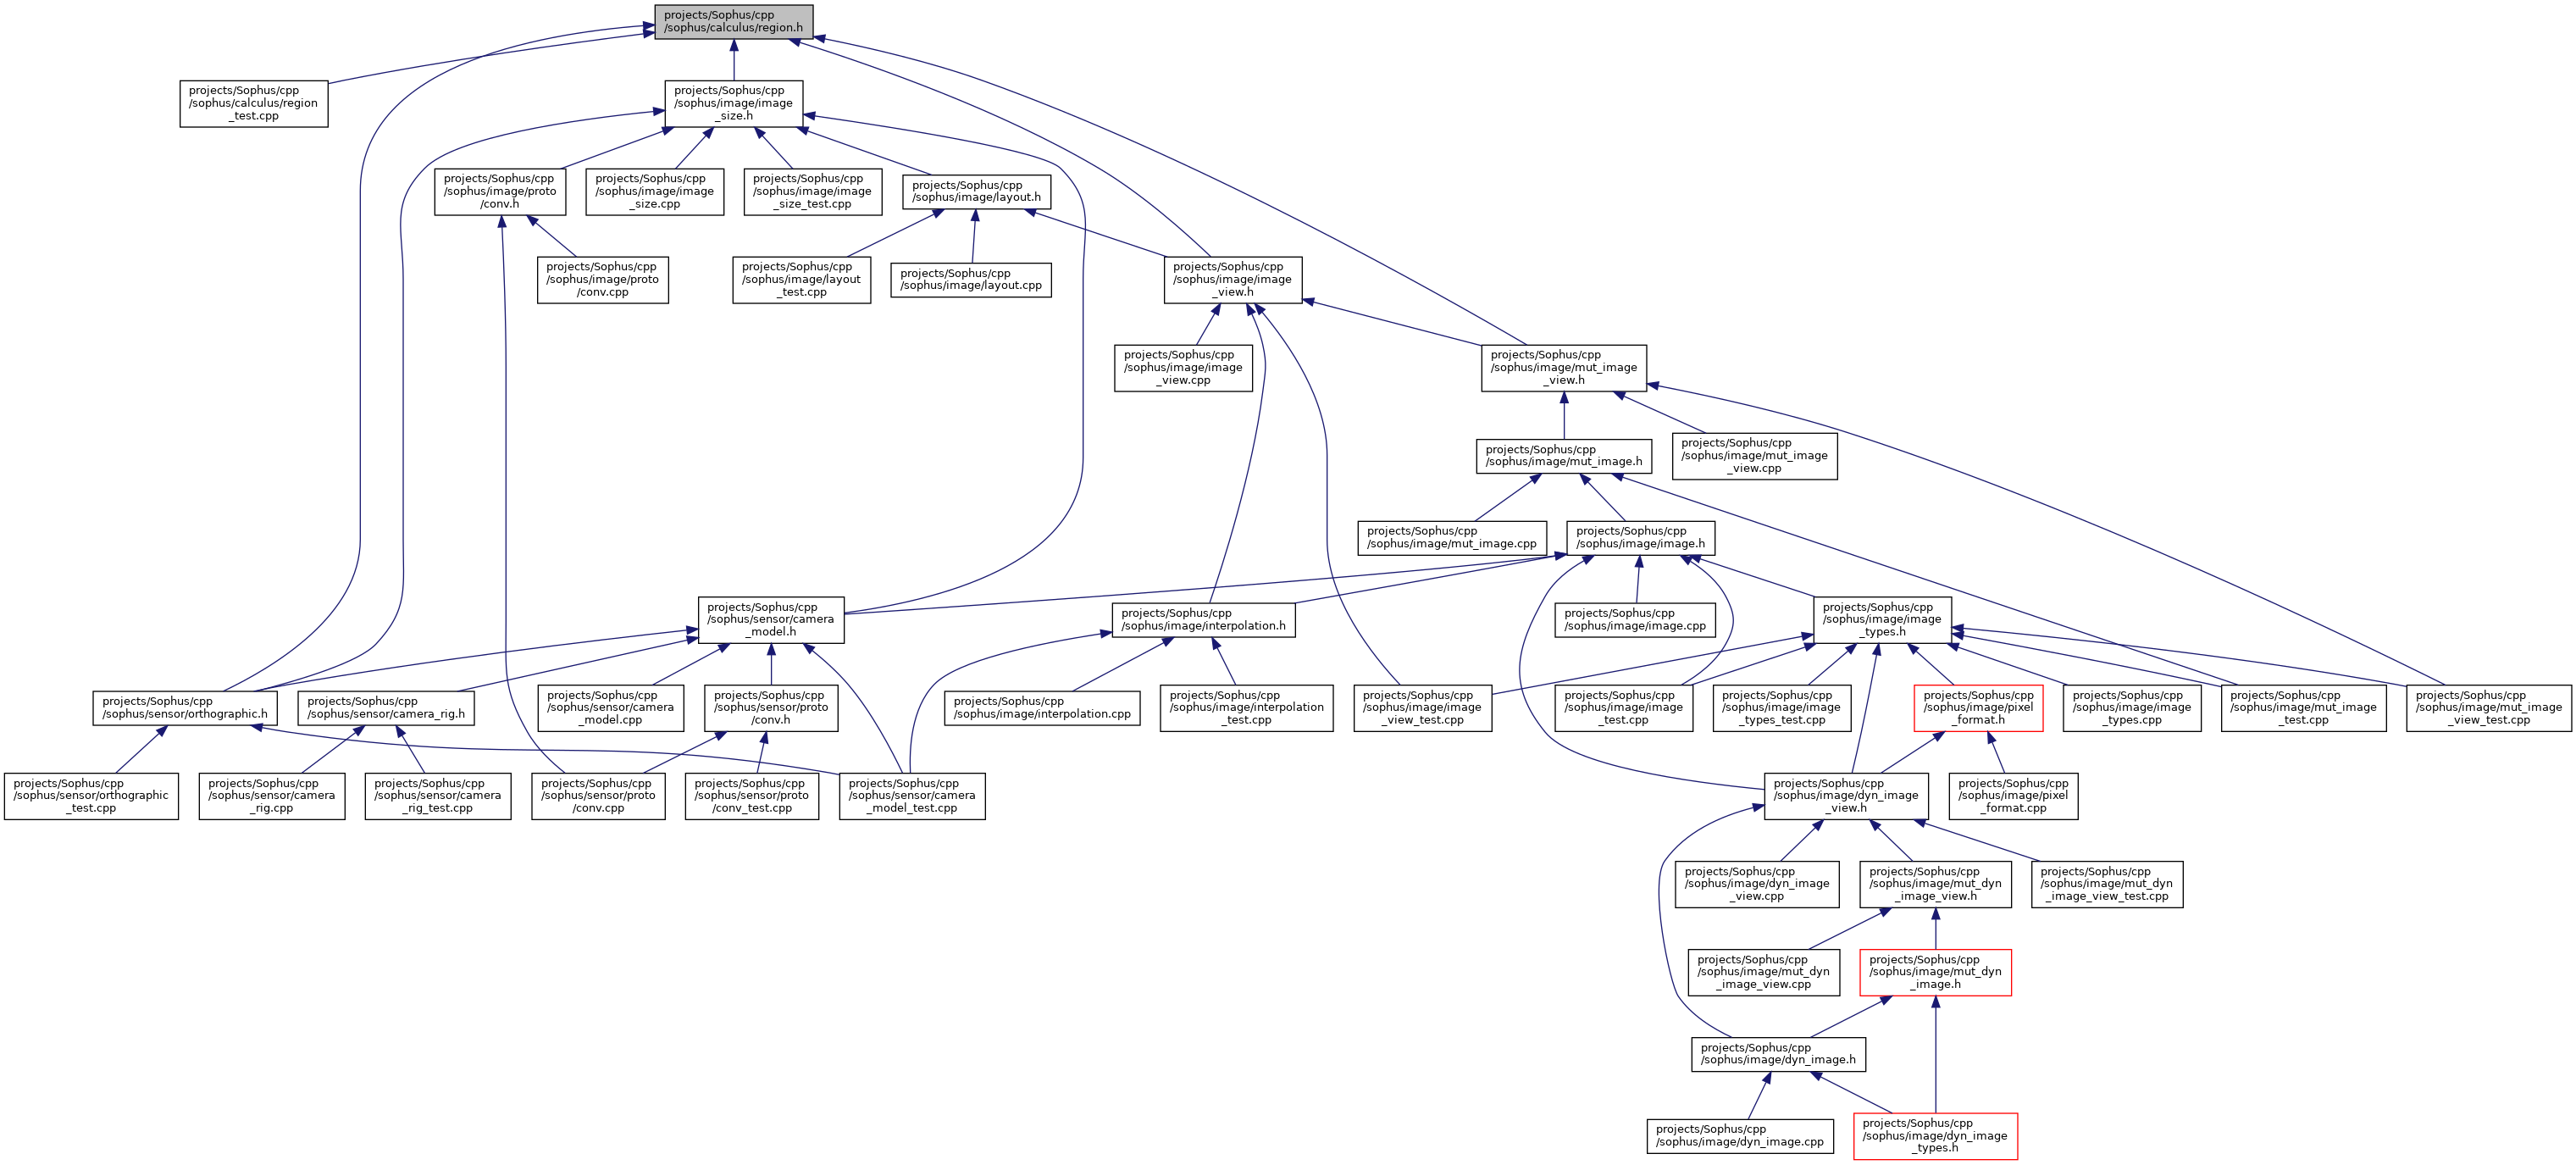 projects/Sophus/cpp
/sophus/calculus/region.h
projects/Sophus/cpp
/sophus/calculus/region
_test.cpp
projects/Sophus/cpp
/sophus/image/image
_size.h
projects/Sophus/cpp
/sophus/image/proto
/conv.h
projects/Sophus/cpp
/sophus/image/image
_size.cpp
projects/Sophus/cpp
/sophus/image/image
_size_test.cpp
projects/Sophus/cpp
/sophus/image/layout.h
projects/Sophus/cpp
/sophus/image/proto
/conv.cpp
projects/Sophus/cpp
/sophus/image/layout
_test.cpp
projects/Sophus/cpp
/sophus/image/layout.cpp
projects/Sophus/cpp
/sophus/image/image
_view.h
projects/Sophus/cpp
/sophus/image/image
_view.cpp
projects/Sophus/cpp
/sophus/image/mut_image
_view.h
projects/Sophus/cpp
/sophus/image/mut_image.h
projects/Sophus/cpp
/sophus/image/mut_image
_view.cpp
projects/Sophus/cpp
/sophus/image/mut_image.cpp
projects/Sophus/cpp
/sophus/image/image.h
projects/Sophus/cpp
/sophus/sensor/camera
_model.h
projects/Sophus/cpp
/sophus/image/interpolation.h
projects/Sophus/cpp
/sophus/image/image.cpp
projects/Sophus/cpp
/sophus/image/image
_types.h
projects/Sophus/cpp
/sophus/sensor/orthographic.h
projects/Sophus/cpp
/sophus/sensor/camera_rig.h
projects/Sophus/cpp
/sophus/sensor/camera
_model.cpp
projects/Sophus/cpp
/sophus/sensor/proto
/conv.h
projects/Sophus/cpp
/sophus/image/interpolation.cpp
projects/Sophus/cpp
/sophus/image/interpolation
_test.cpp
projects/Sophus/cpp
/sophus/image/image
_view_test.cpp
projects/Sophus/cpp
/sophus/image/image
_test.cpp
projects/Sophus/cpp
/sophus/image/image
_types_test.cpp
projects/Sophus/cpp
/sophus/image/pixel
_format.h
projects/Sophus/cpp
/sophus/image/image
_types.cpp
projects/Sophus/cpp
/sophus/image/mut_image
_test.cpp
projects/Sophus/cpp
/sophus/image/mut_image
_view_test.cpp
projects/Sophus/cpp
/sophus/sensor/orthographic
_test.cpp
projects/Sophus/cpp
/sophus/sensor/camera
_rig.cpp
projects/Sophus/cpp
/sophus/sensor/camera
_rig_test.cpp
projects/Sophus/cpp
/sophus/sensor/proto
/conv.cpp
projects/Sophus/cpp
/sophus/sensor/proto
/conv_test.cpp
projects/Sophus/cpp
/sophus/sensor/camera
_model_test.cpp
projects/Sophus/cpp
/sophus/image/dyn_image
_view.h
projects/Sophus/cpp
/sophus/image/pixel
_format.cpp
projects/Sophus/cpp
/sophus/image/dyn_image
_view.cpp
projects/Sophus/cpp
/sophus/image/mut_dyn
_image_view.h
projects/Sophus/cpp
/sophus/image/mut_dyn
_image_view_test.cpp
projects/Sophus/cpp
/sophus/image/mut_dyn
_image_view.cpp
projects/Sophus/cpp
/sophus/image/mut_dyn
_image.h
projects/Sophus/cpp
/sophus/image/dyn_image.h
projects/Sophus/cpp
/sophus/image/dyn_image.cpp
projects/Sophus/cpp
/sophus/image/dyn_image
_types.h